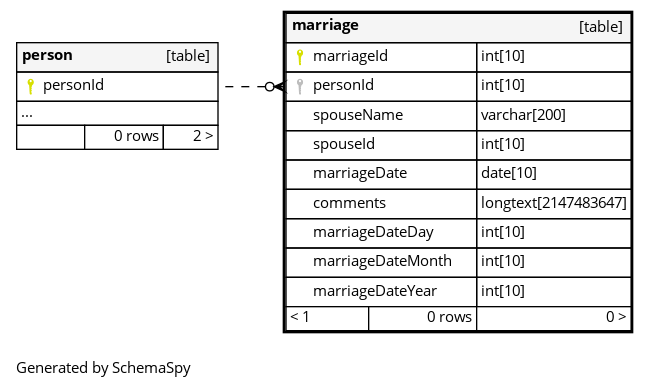 person [table]
personId
...
0 rows 2 >
marriage [table]
marriageId int[10]
personId int[10]
spouseName varchar[200]
spouseId int[10]
marriageDate date[10]
comments longtext[2147483647]
marriageDateDay int[10]
marriageDateMonth int[10]
marriageDateYear int[10]
< 1 0 rows 0 >
Generated by SchemaSpy